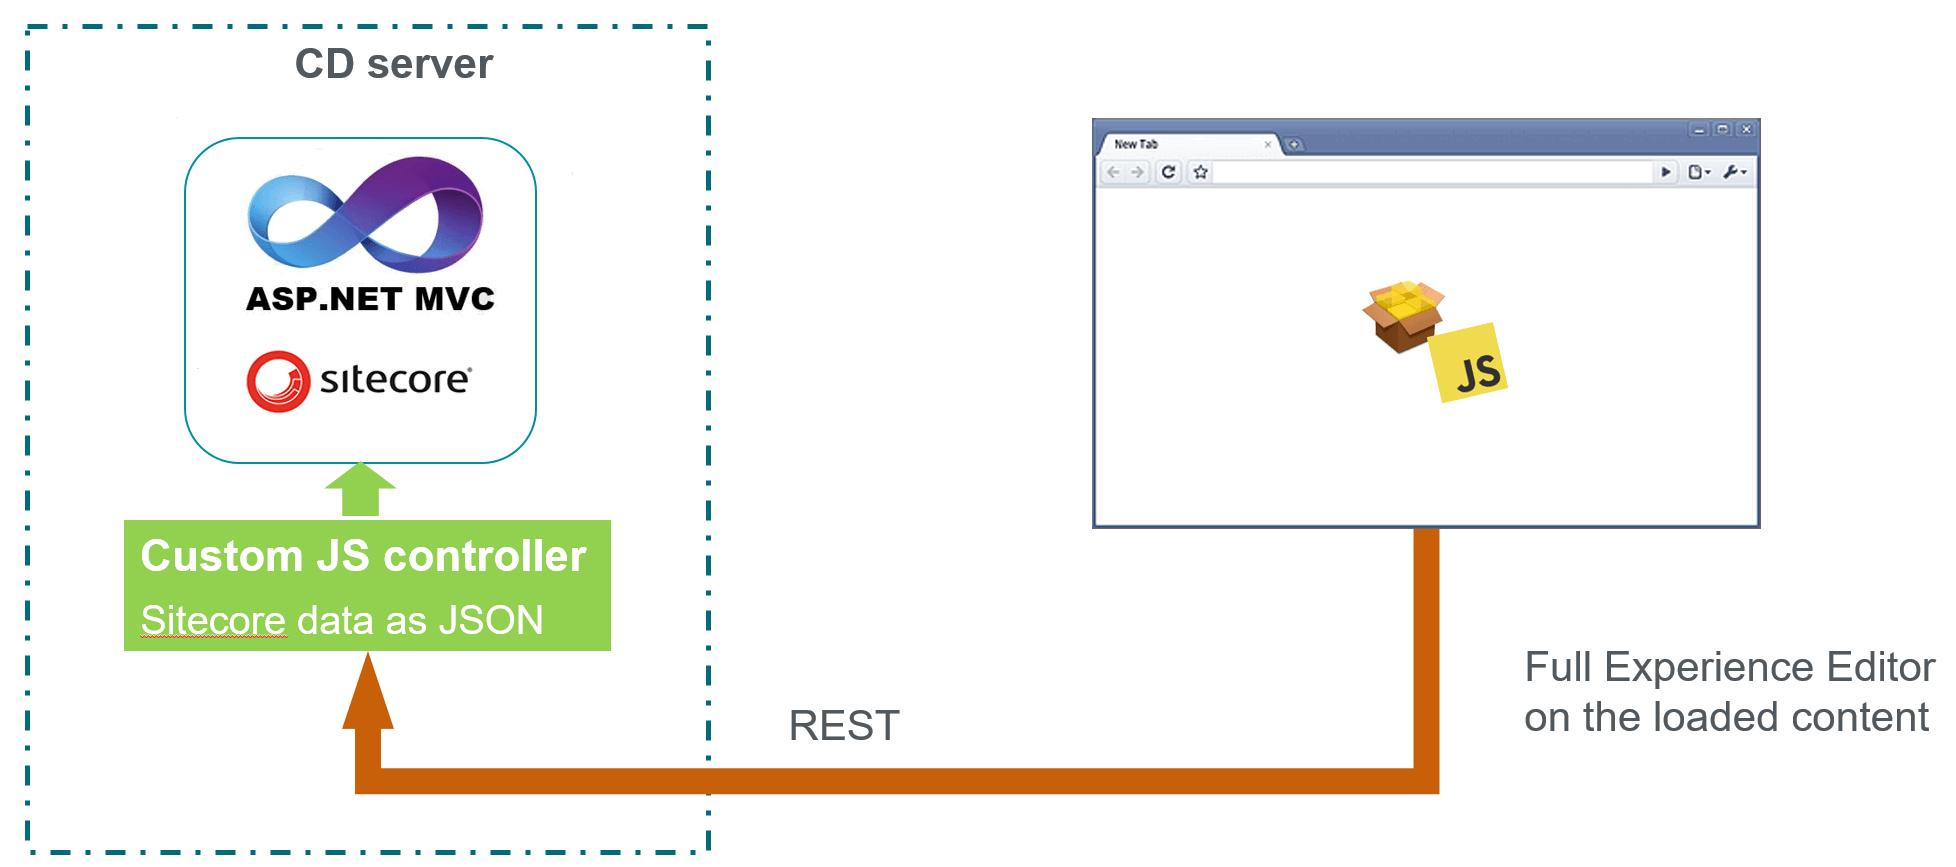 CD server
ASP.NET MVC
sitecore
Custom JS controller
Sitecore data as JSON
New Tab
JS
REST
Full Experience Editor
on the loaded content